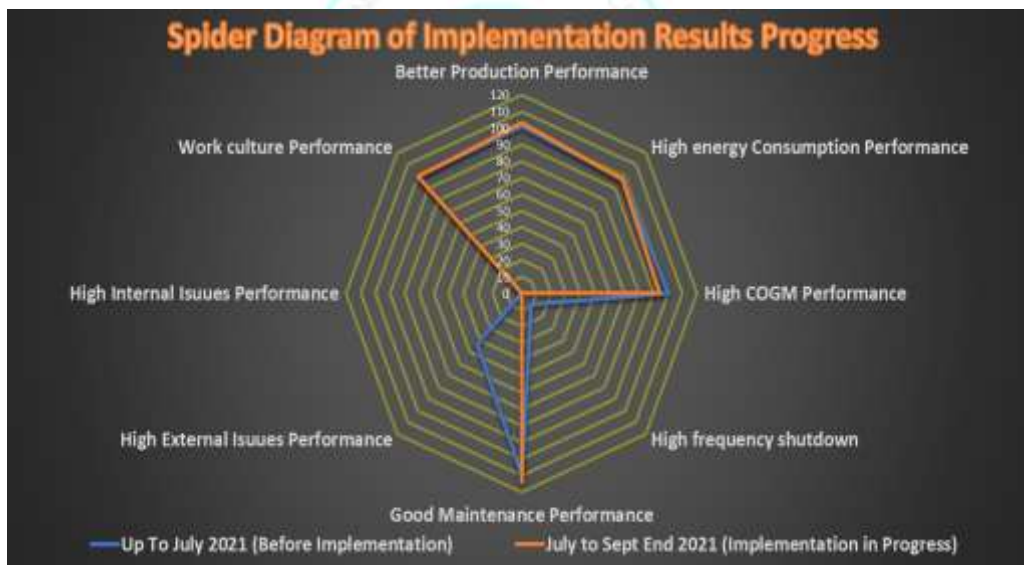 Spider Diagram of Implementation Results Progress
Better Production Performance
120
110
100
90
80
70
60
50
40
30
20
10
0
High energy Consumption Performance
High COGM Performance
High frequency shutdown
Good Maintenance Performance
High External Isuues Performance
High Internal Isuues Performance
Work culture Performance
Up To July 2021 (Before Implementation)
July to Sept End 2021 (Implementation in Progress)